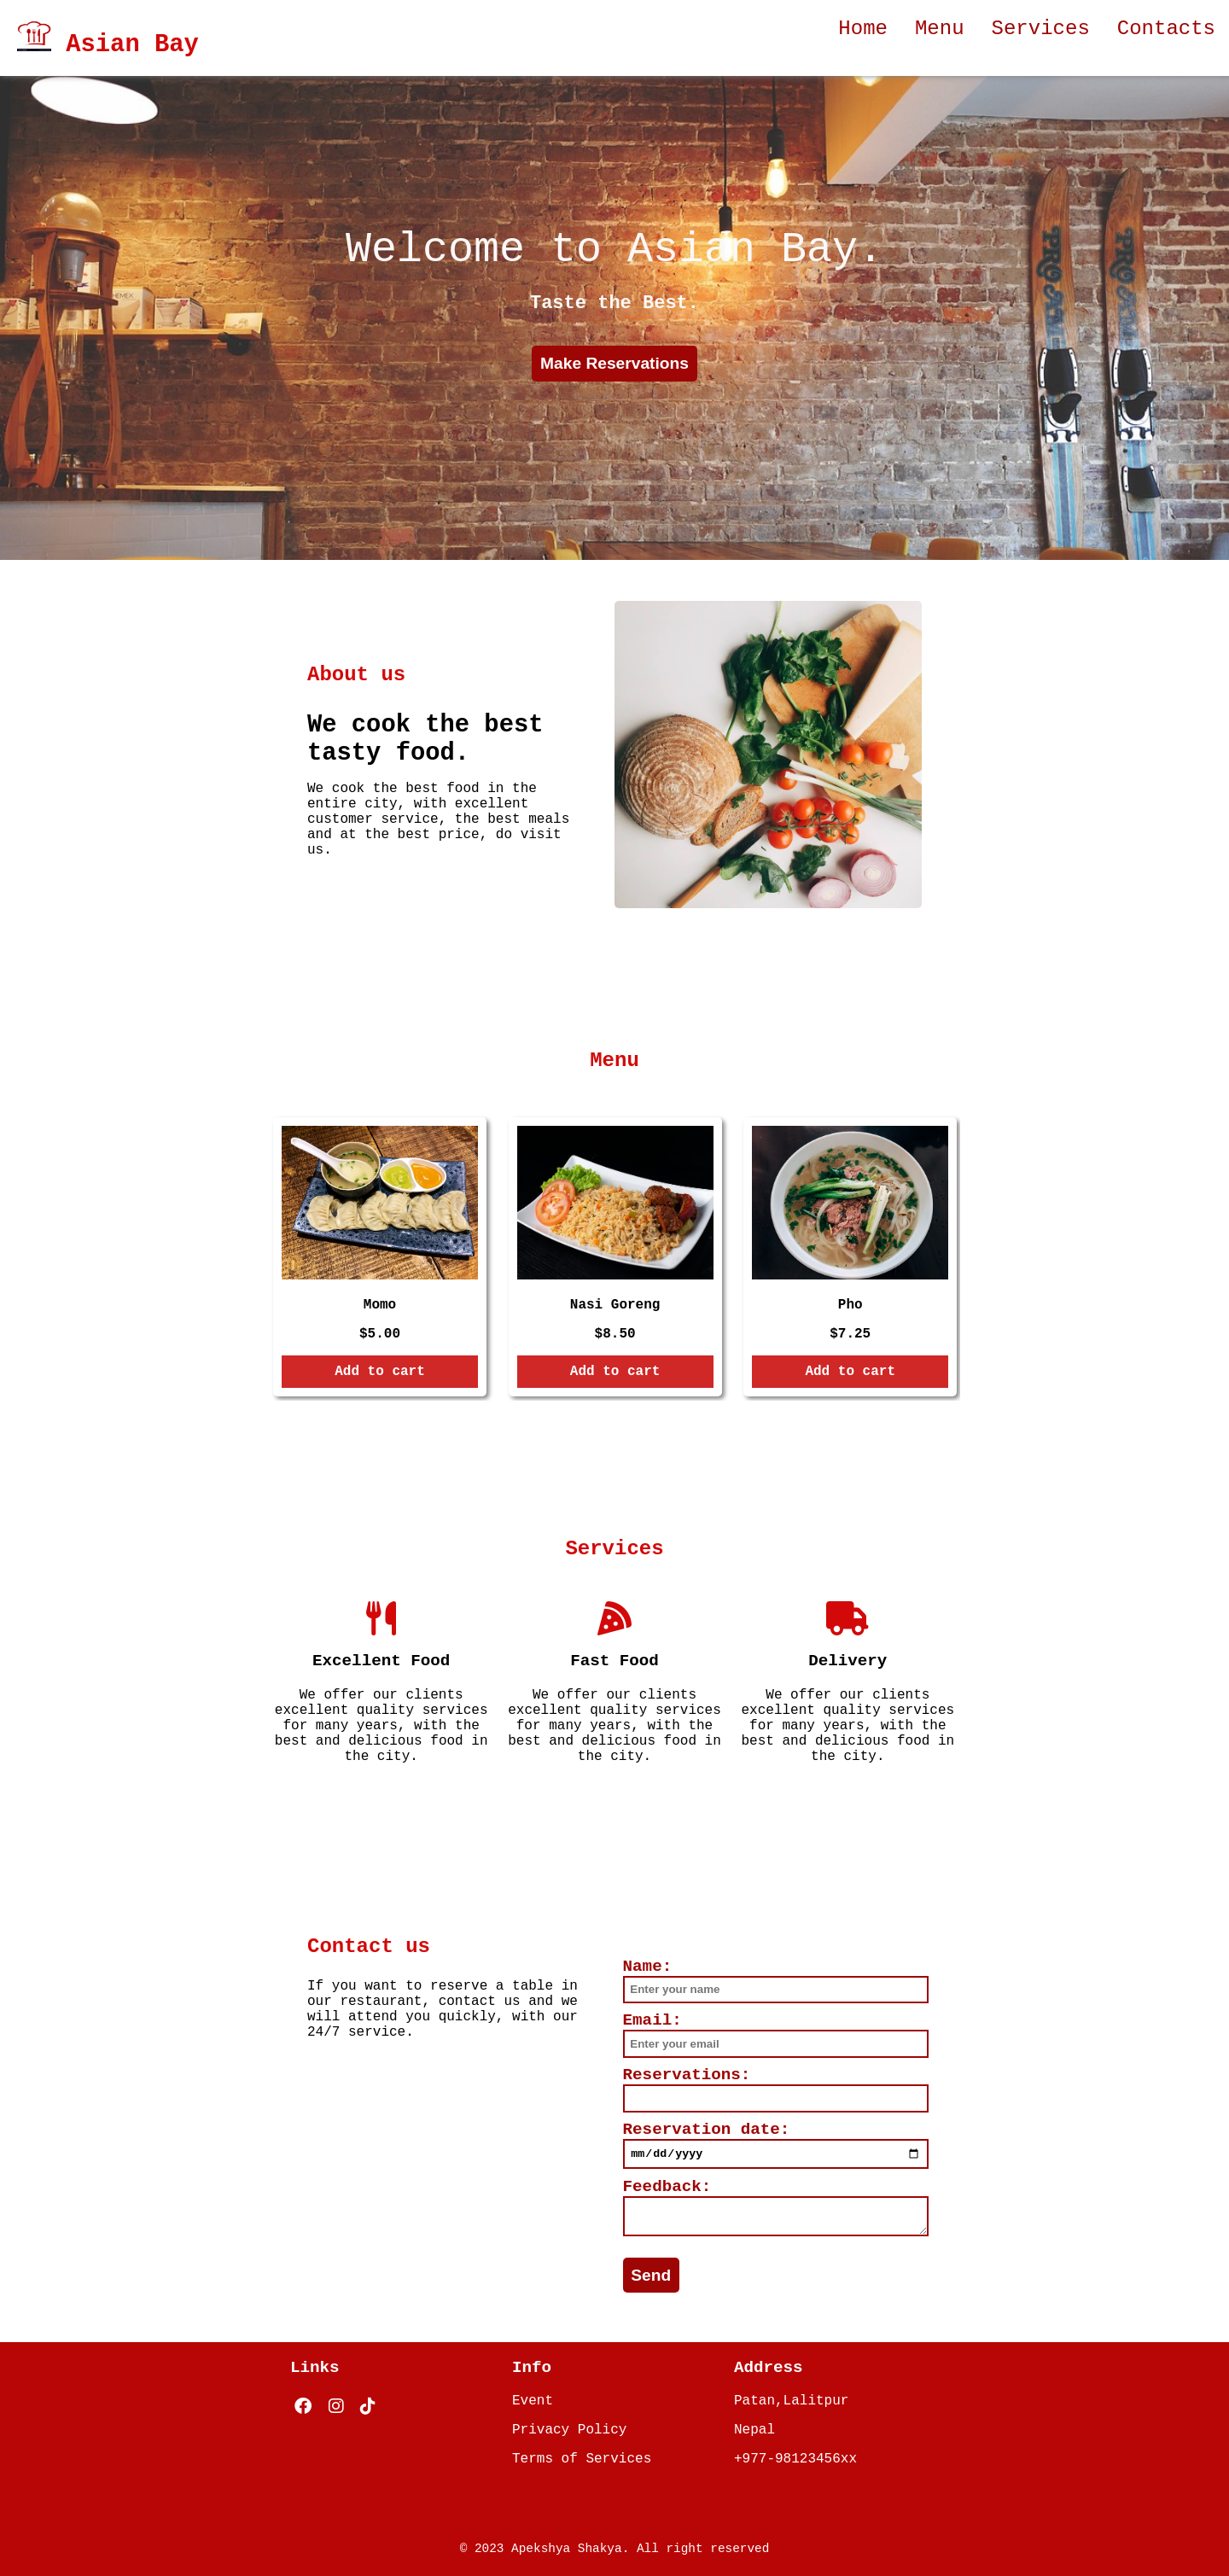 Asian Bay
Home Menu Services Contacts
Welcome to Asian Bay.
Taste the Best.
Make Reservations
About us
We cook the best
tasty food.
We cook the best food in the
entire city, with excellent
customer service, the best meals
and at the best price, do visit
us.
Menu
Momo
$5.00
Add to cart
Nasi Goreng
$8.50
Add to cart
Pho
$7.25
Add to cart
Services
Excellent Food
We offer our clients
excellent quality services
for many years, with the
best and delicious food in
the city.
Fast Food
We offer our clients
excellent quality services
for many years, with the
best and delicious food in
the city.
Delivery
We offer our clients
excellent quality services
for many years, with the
best and delicious food in
the city.
Contact us
If you want to reserve a table in
our restaurant, contact us and we
will attend you quickly, with our
24/7 service.
Name:
Enter your name
Email:
Enter your email
Reservations:
Reservation date:
mm/dd/yyyy
Feedback:
Send
Links
Info
Event
Privacy Policy
Terms of Services
Address
Patan,Lalitpur
Nepal
+977-98123456xx
© 2023 Apekshya Shakya. All right reserved